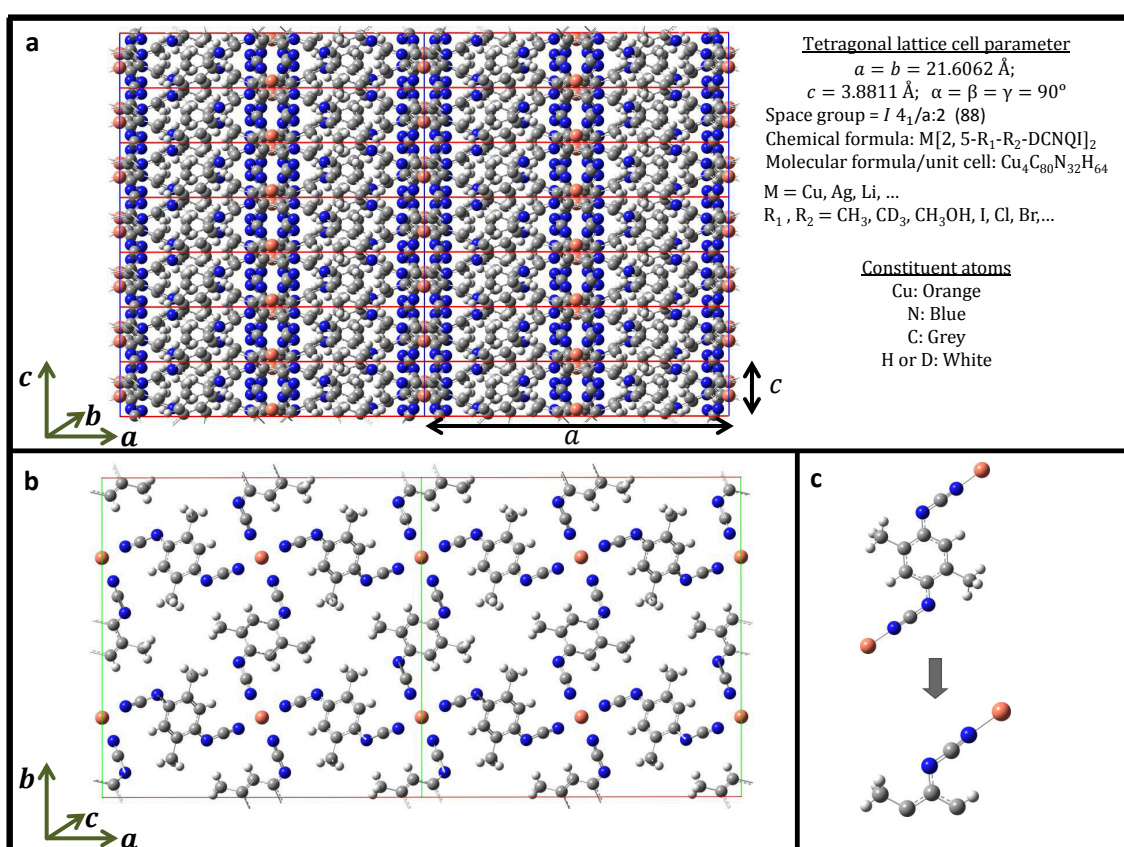 a
Tetragonal lattice cell parameter
a = b = 21.6062 Å;
c = 3.8811 Å; α = β = γ = 90°
Space group = I 4₁/a:2 (88)
Chemical formula: M[2, 5-R₁-R₂-DCNQI]₂
Molecular formula/unit cell: Cu₄C₈₀N₃₂H₆₄
M = Cu, Ag, Li, ...
R₁ , R₂ = CH₃, CD₃, CH₃OH, I, Cl, Br,...
Constituent atoms
Cu: Orange
N: Blue
C: Grey
H or D: White
c
b
a
c
a
b
b
c
a
c